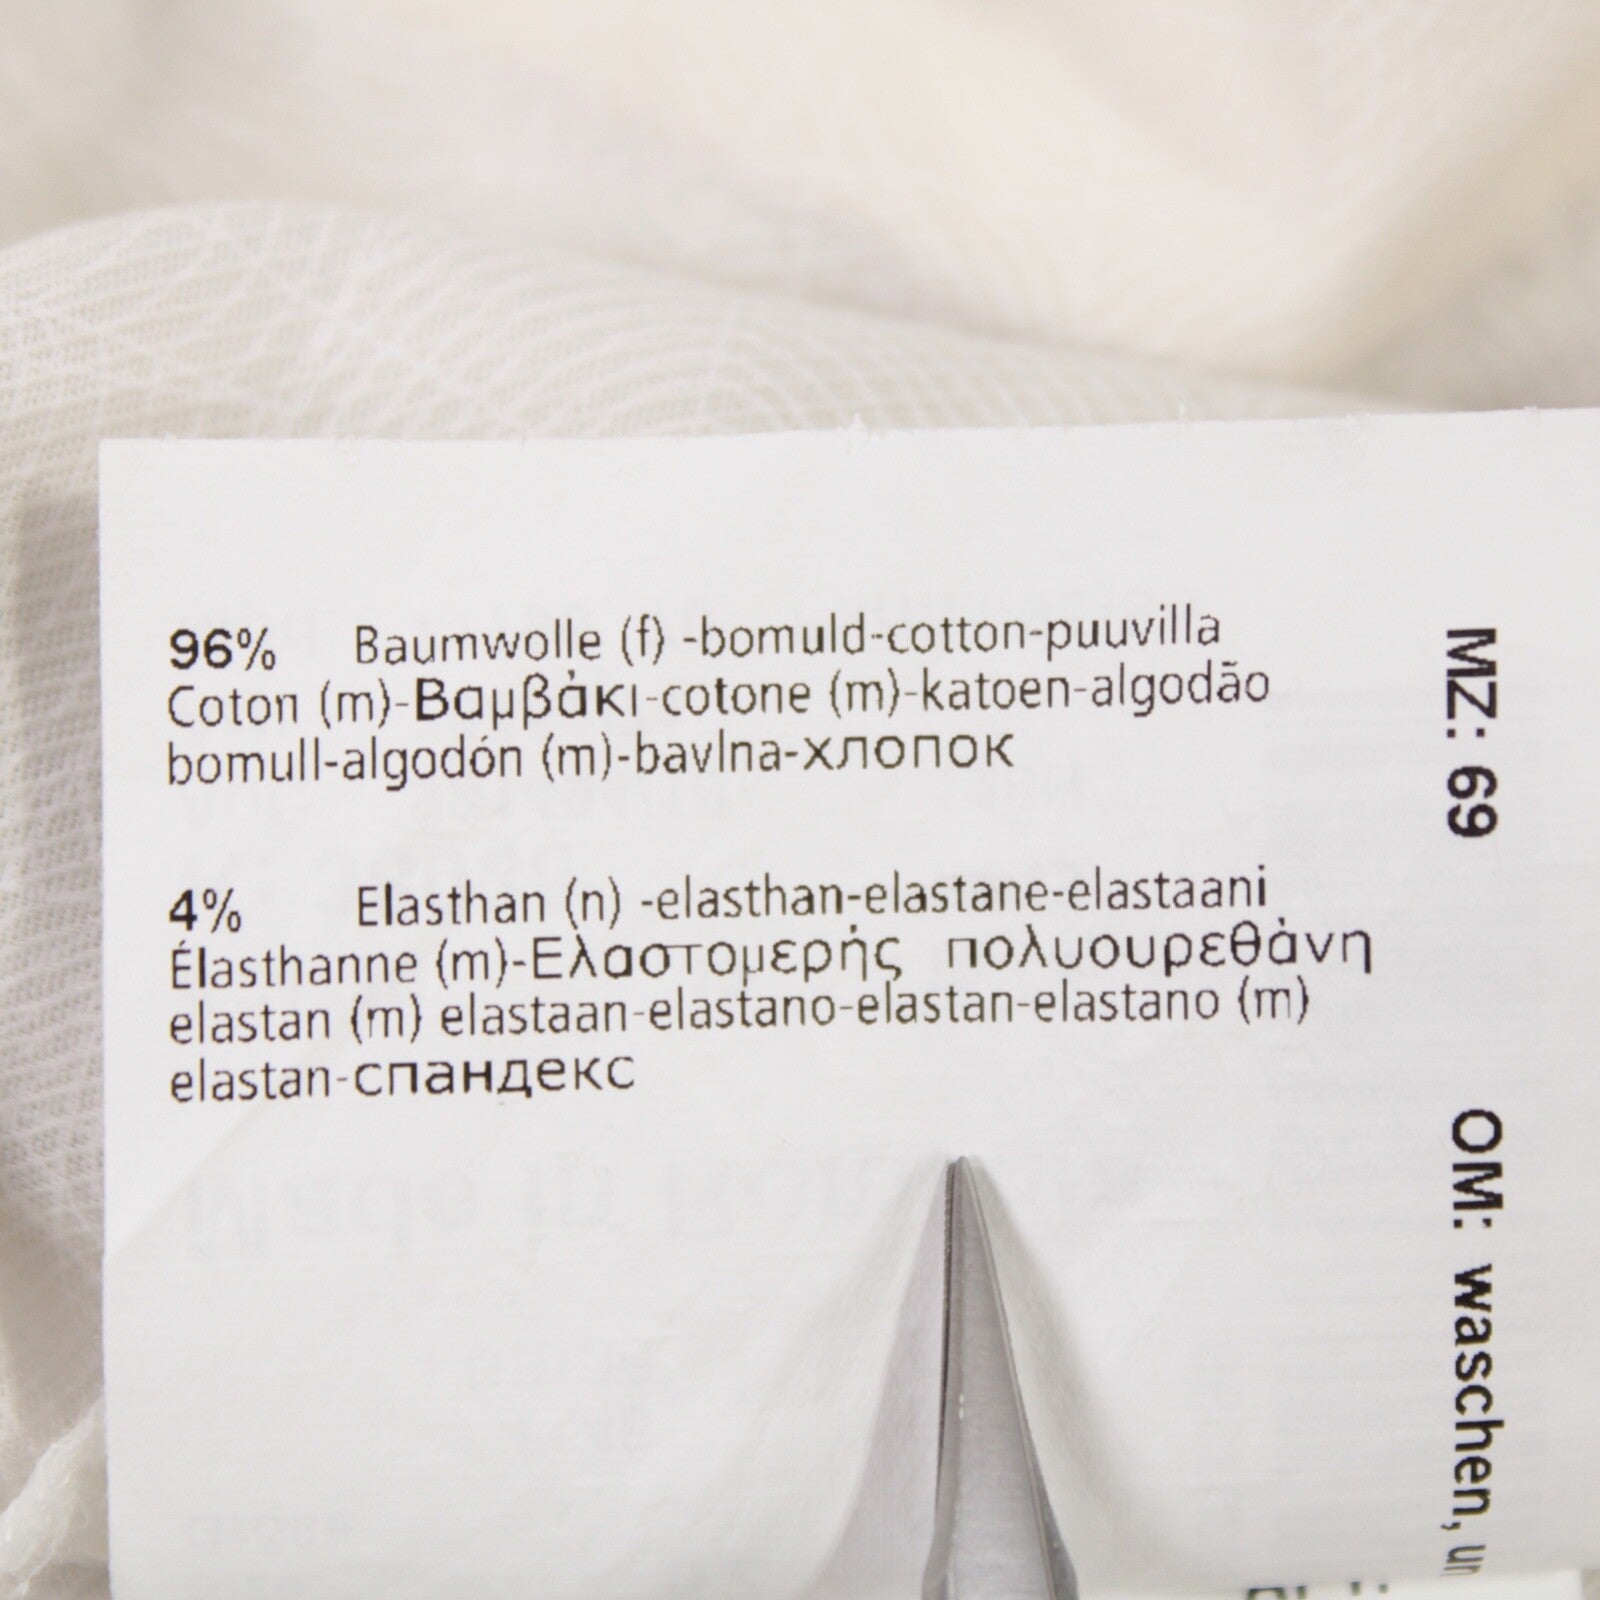 96% Baumwolle (f) -bomuld-cotton-puuvilla
Coton (m)-Βαμβάκι-cotone (m)-katoen-algodão
bomull-algodón (m)-bavlna-хлопок
4% Elasthan (n) -elasthan-elastane-elastaani
Élasthanne (m)-Ελαστομερής πολυουρεθάνη
elastan (m) elastaan-elastano-elastan-elastano (m)
elastan-спандекс
MZ: 69
OM: waschen, un